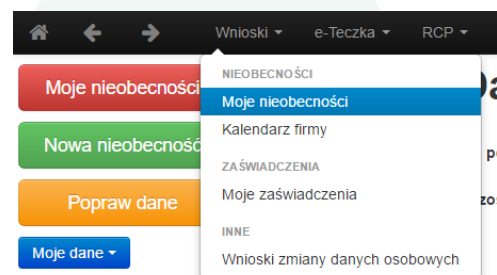 Wnioski e-Teczka RCP
Moje nieobecności
Nowa nieobecność
Popraw dane
Moje dane
NIEOBECNOŚCI
Moje nieobecności
Kalendarz firmy
ZAŚWIADCZENIA
Moje zaświadczenia
INNE
Wnioski zmiany danych osobowych